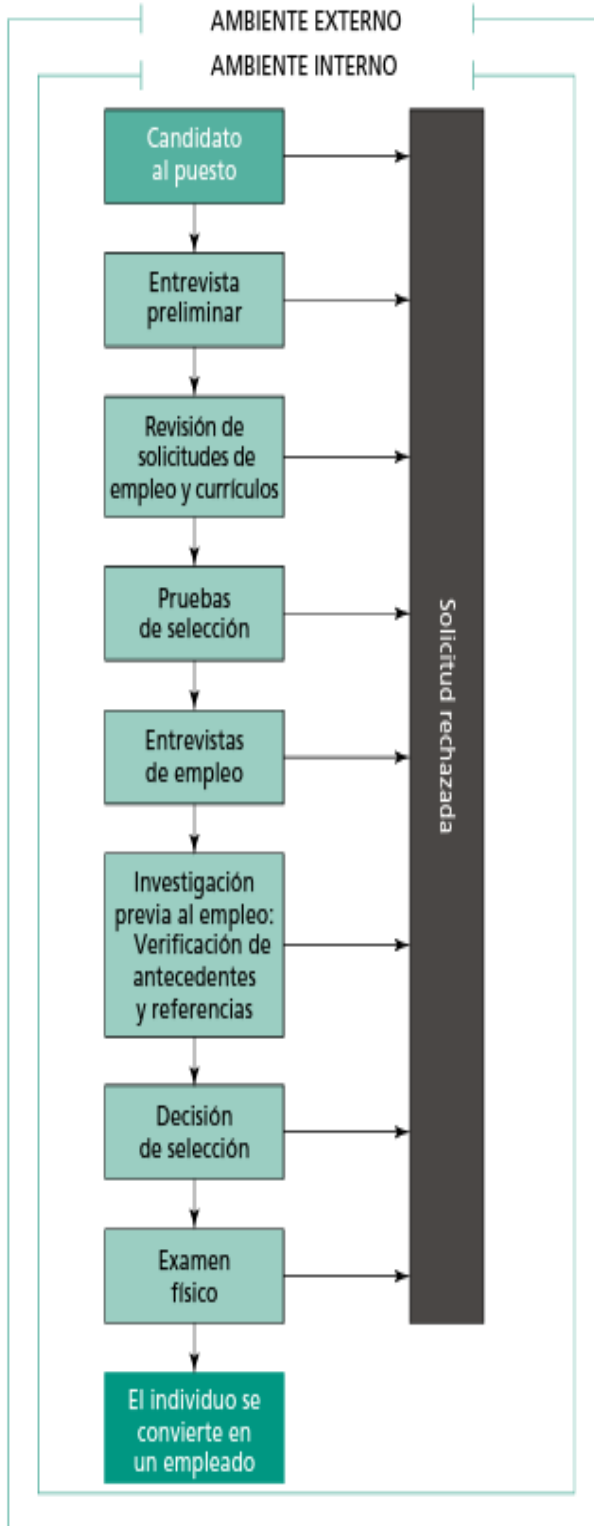 AMBIENTE EXTERNO
AMBIENTE INTERNO
Candidato
al puesto
Entrevista
preliminar
Revisión de
solicitudes de
empleo y currículos
Pruebas
de selección
Entrevistas
de empleo
Investigación
previa al empleo:
Verificación de
antecedentes
y referencias
Decisión
de selección
Examen
físico
El individuo se
convierte en
un empleado
Solicitud rechazada